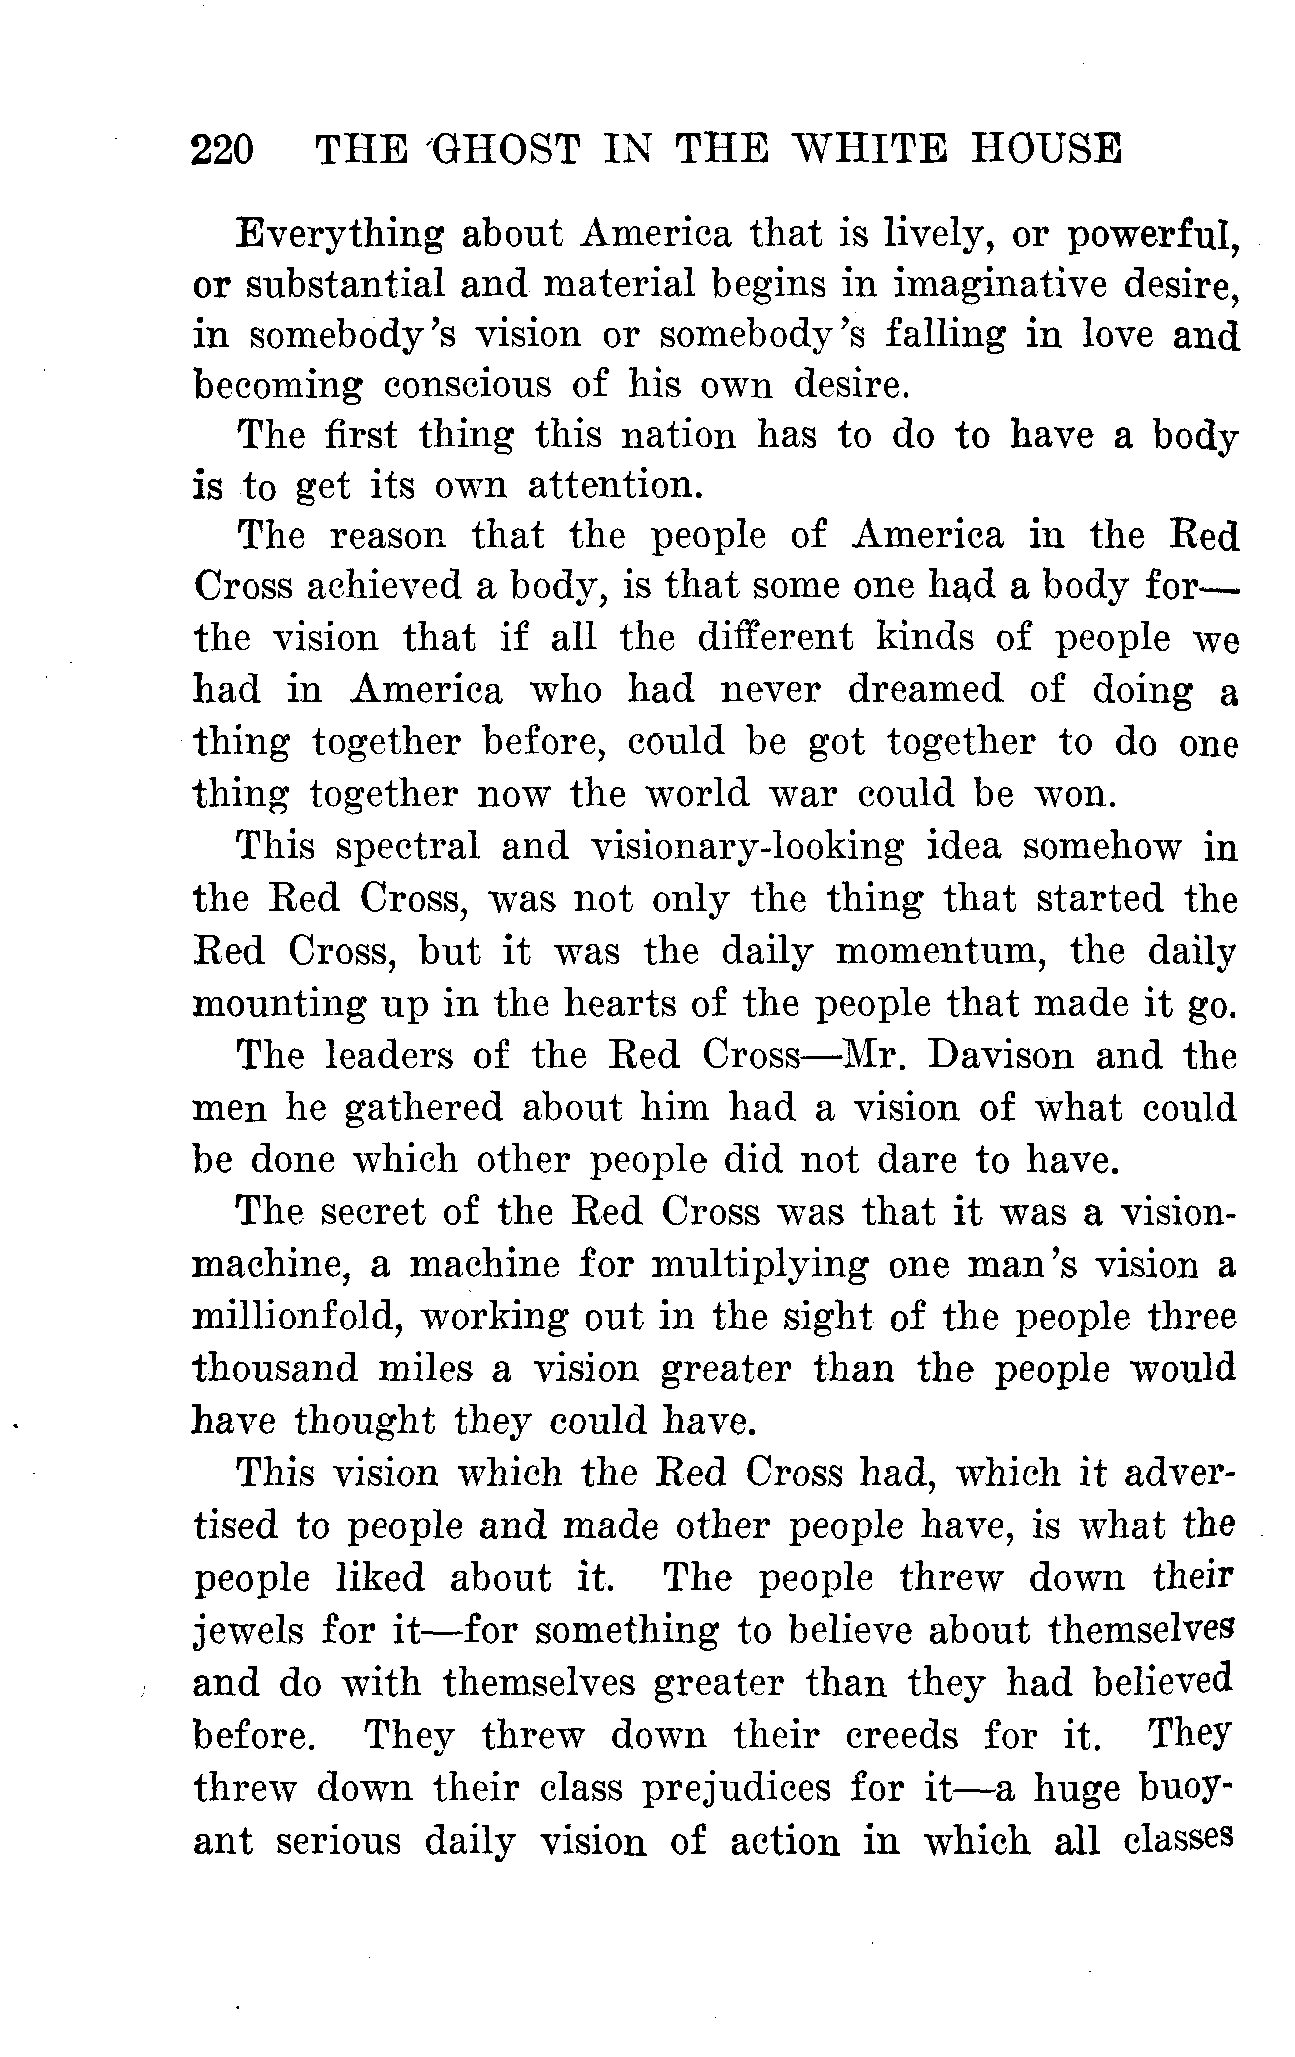 220 THE GHOST IN THE WHITE HOUSE
Everything about America that is lively, or powerful,
or substantial and material begins in imaginative desire,
in somebody's vision or somebody's falling in love and
becoming conscious of his own desire.
The first thing this nation has to do to have a body
is to get its own attention.
The reason that the people of America in the Red
Cross achieved a body, is that some one had a body for—
the vision that if all the different kinds of people we
had in America who had never dreamed of doing a
thing together before, could be got together to do one
thing together now the world war could be won.
This spectral and visionary-looking idea somehow in
the Red Cross, was not only the thing that started the
Red Cross, but it was the daily momentum, the daily
mounting up in the hearts of the people that made it go.
The leaders of the Red Cross—Mr. Davison and the
men he gathered about him had a vision of what could
be done which other people did not dare to have.
The secret of the Red Cross was that it was a vision-
machine, a machine for multiplying one man's vision a
millionfold, working out in the sight of the people three
thousand miles a vision greater than the people would
have thought they could have.
This vision which the Red Cross had, which it adver-
tised to people and made other people have, is what the
people liked about it. The people threw down their
jewels for it—for something to believe about themselves
and do with themselves greater than they had believed
before. They threw down their creeds for it. They
threw down their class prejudices for it—a huge buoy-
ant serious daily vision of action in which all classes